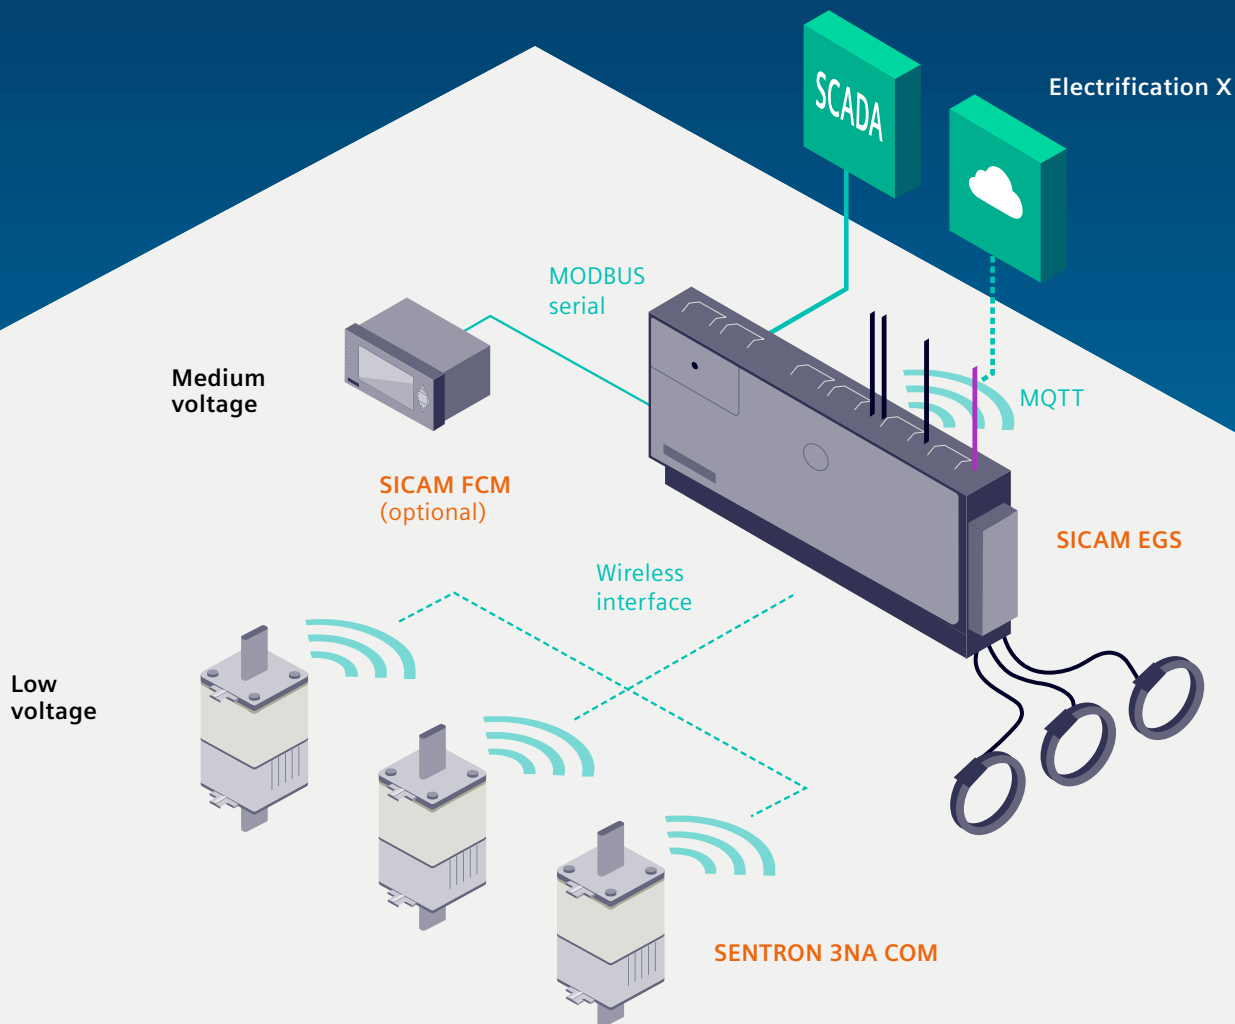 SCADA
Electrification X
MODBUS
serial
Medium
voltage
MQTT
SICAM FCM
(optional)
SICAM EGS
Wireless
interface
Low
voltage
SENTRON 3NA COM